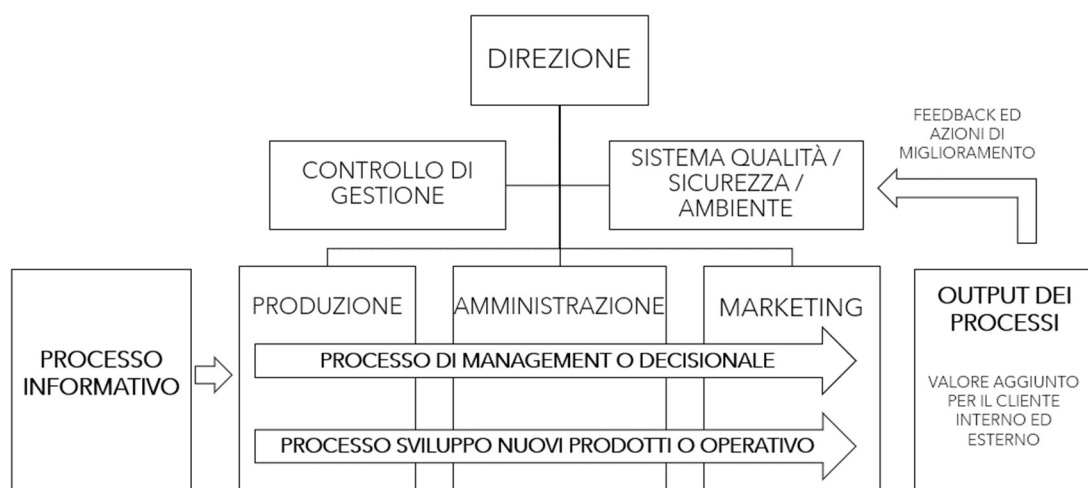 DIREZIONE
FEEDBACK ED
AZIONI DI
MIGLIORAMENTO
CONTROLLO DI
GESTIONE
SISTEMA QUALITÀ /
SICUREZZA /
AMBIENTE
PRODUZIONE
AMMINISTRAZIONE
MARKETING
PROCESSO
INFORMATIVO
PROCESSO DI MANAGEMENT O DECISIONALE
PROCESSO SVILUPPO NUOVI PRODOTTI O OPERATIVO
OUTPUT DEI
PROCESSI
VALORE AGGIUNTO
PER IL CLIENTE
INTERNO ED
ESTERNO